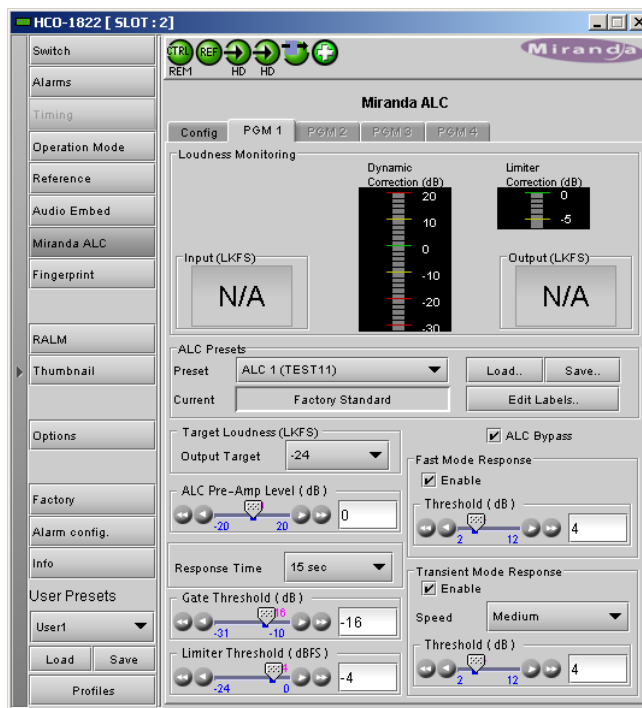 HCO-1822 [ SLOT : 2]
Switch
Alarms
Timing
Operation Mode
Reference
Audio Embed
Miranda ALC
Fingerprint
RALM
Thumbnail
Options
Factory
Alarm config.
Info
User Presets
User1
Load Save
Profiles
CTRL REF
REM HD HD
Miranda
Miranda ALC
Config PGM 1 PGM 2 PGM 3 PGM 4
Loudness Monitoring
Dynamic
Correction (dB)
20
10
0
-10
-20
-30
Limiter
Correction (dB)
0
-5
Input (LKFS)
N/A
Output (LKFS)
N/A
ALC Presets
Preset ALC 1 (TEST11) Load.. Save..
Current Factory Standard Edit Labels..
Target Loudness (LKFS)
Output Target -24
ALC Pre-Amp Level ( dB )
-20 20 0
Response Time 15 sec
Gate Threshold ( dB )
-31 -10 -16
Limiter Threshold ( dBFS )
-24 0 -4
ALC Bypass
Fast Mode Response
Enable
Threshold ( dB )
2 12 4
Transient Mode Response
Enable
Speed Medium
Threshold ( dB )
2 12 4